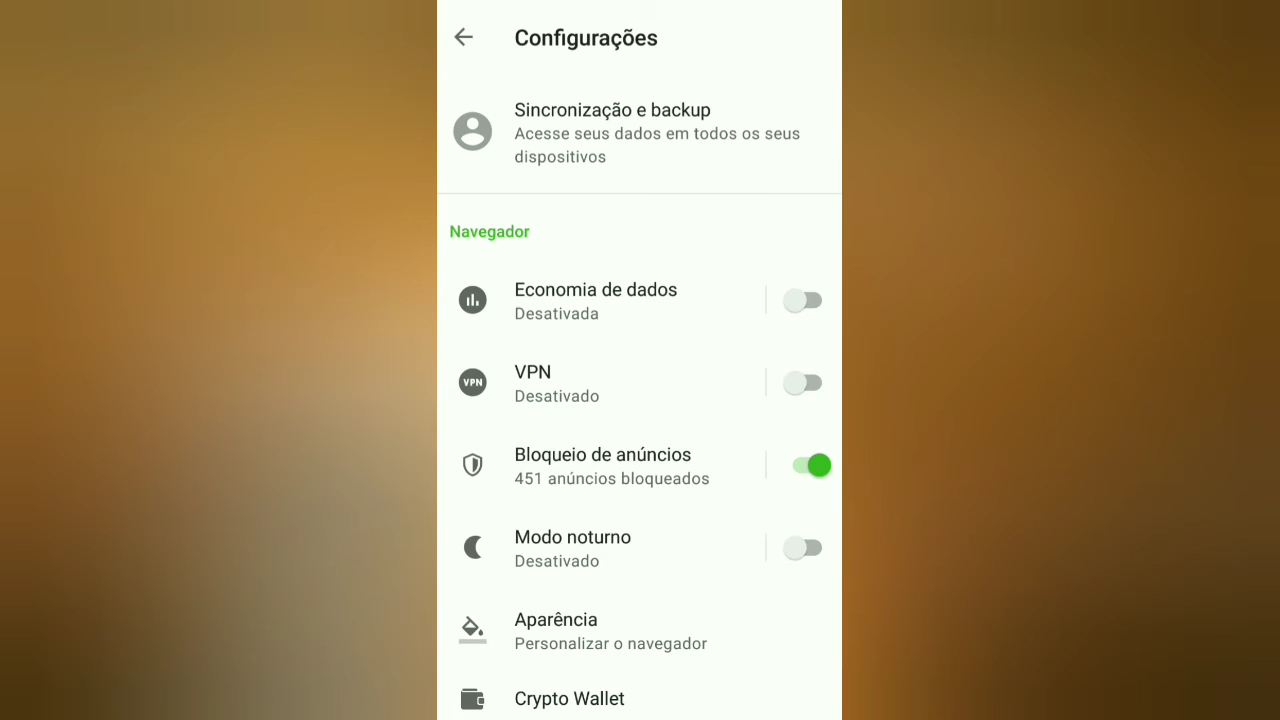 Configurações
Sincronização e backup
Acesse seus dados em todos os seus
dispositivos
Navegador
Economia de dados
Desativada
VPN
VPN
Desativado
Bloqueio de anúncios
451 anúncios bloqueados
Modo noturno
Desativado
Aparência
Personalizar o navegador
Crypto Wallet